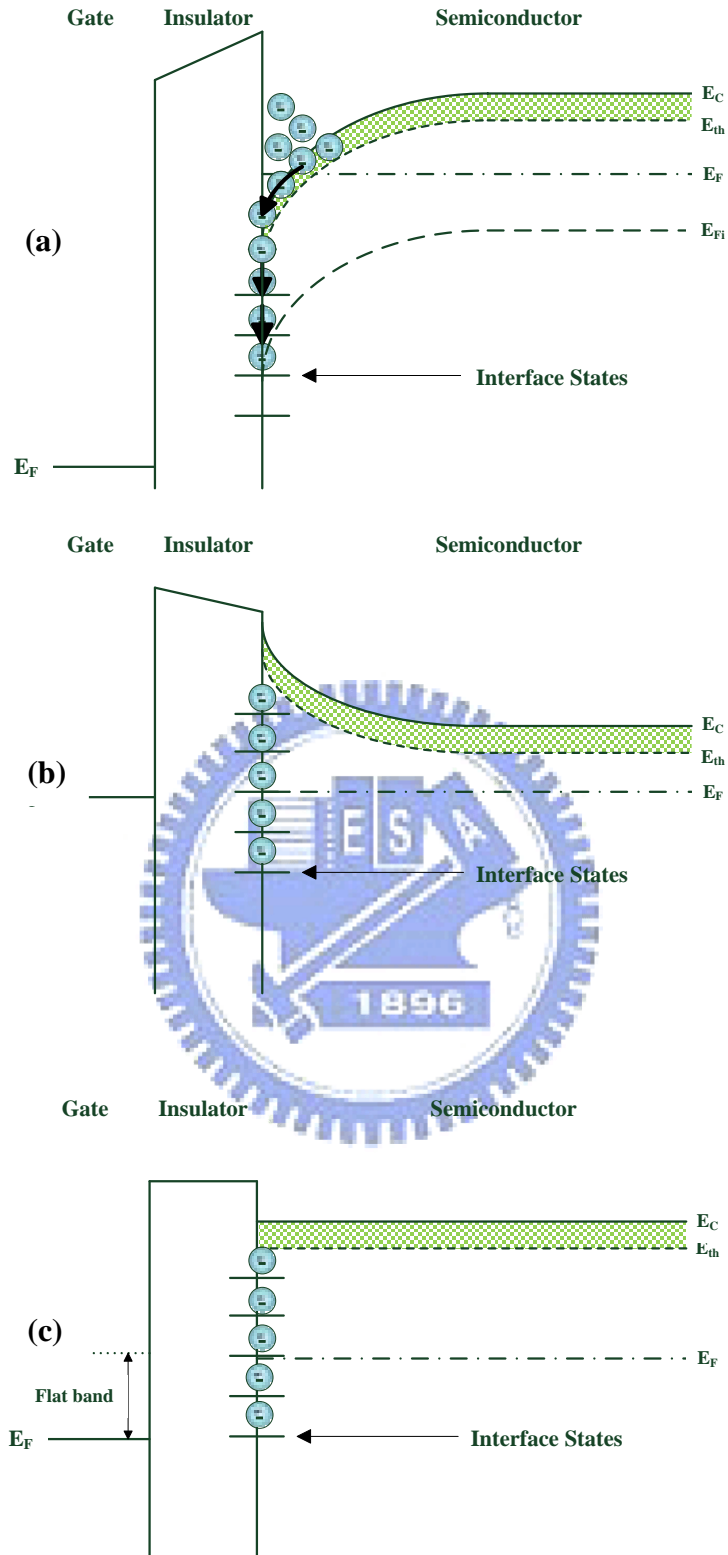 Gate Insulator Semiconductor
E_C
E_th
E_F
(a)
E_Fi
Interface States
E_F
Gate Insulator Semiconductor
E_C
E_th
(b)
E_F
E S A
Interface States
1896
Gate Insulator Semiconductor
E_C
E_th
(c)
E_F
Flat band
E_F
Interface States